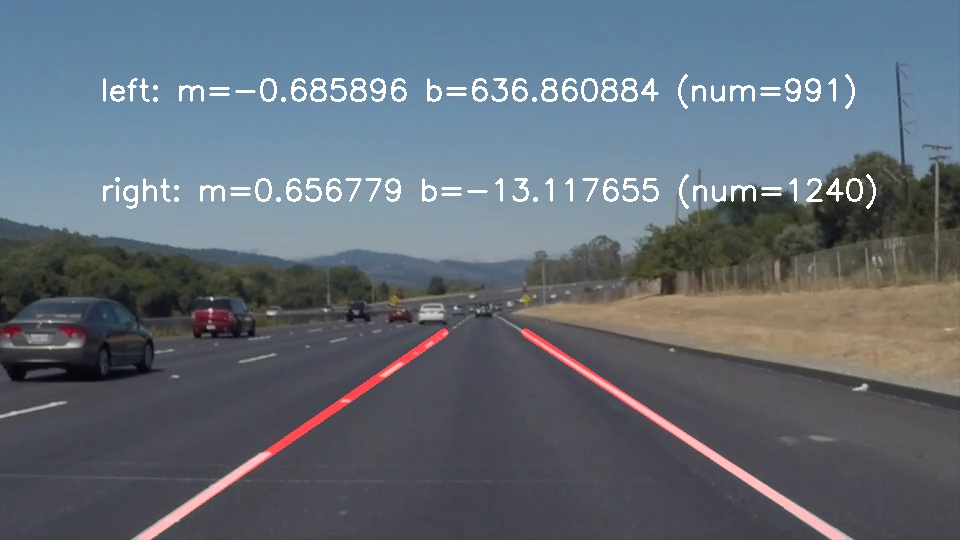 left: m=-0.685896 b=636.860884 (num=991)
right: m=0.656779 b=-13.117655 (num=1240)